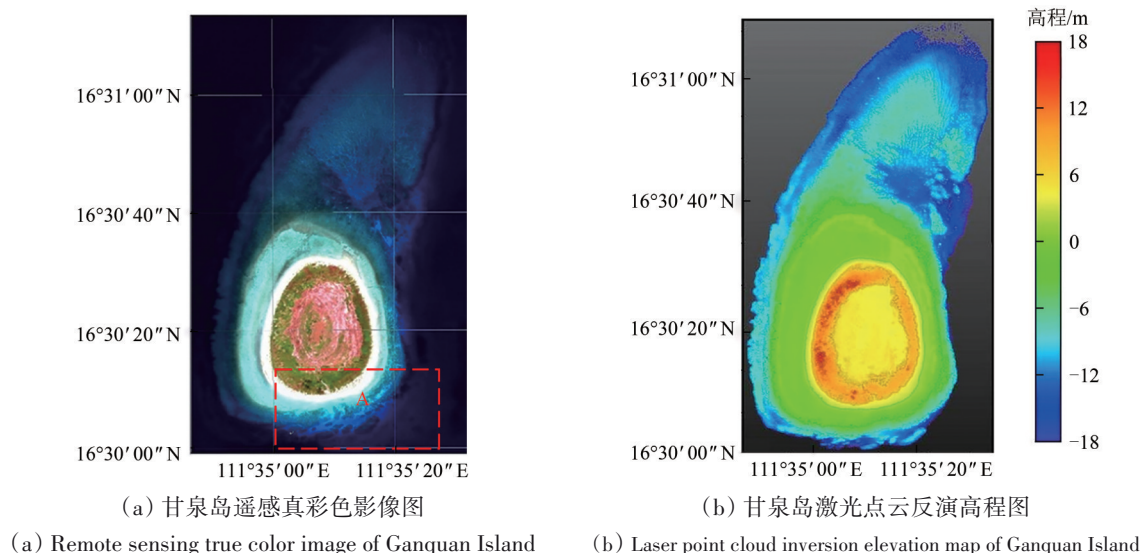 高程/m
18
12
6
0
−6
−12
−18
16°31′00″N
16°30′40″N
16°30′20″N
16°30′00″N
A
111°35′00″E 111°35′20″E
16°31′00″N
16°30′40″N
16°30′20″N
16°30′00″N
111°35′00″E 111°35′20″E
(a) 甘泉岛遥感真彩色影像图
(a) Remote sensing true color image of Ganquan Island
(b) 甘泉岛激光点云反演高程图
(b) Laser point cloud inversion elevation map of Ganquan Island